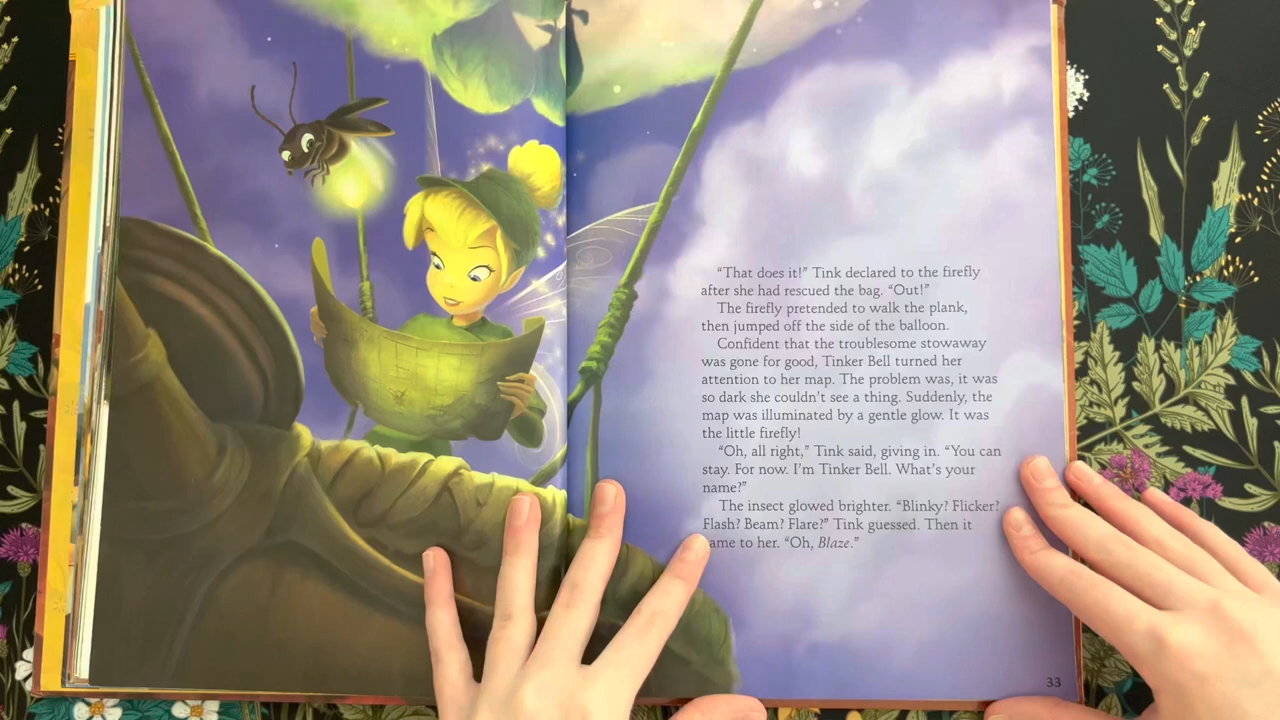 “That does it!” Tink declared to the firefly
after she had rescued the bag. “Out!”
The firefly pretended to walk the plank,
then jumped off the side of the balloon.
Confident that the troublesome stowaway
was gone for good, Tinker Bell turned her
attention to her map. The problem was, it was
so dark she couldn’t see a thing. Suddenly, the
map was illuminated by a gentle glow. It was
the little firefly!
“Oh, all right,” Tink said, giving in. “You can
stay. For now. I’m Tinker Bell. What’s your
name?”
The insect glowed brighter. “Blinky? Flicker?
Flash? Beam? Flare?” Tink guessed. Then it
ame to her. “Oh, Blaze.”
33